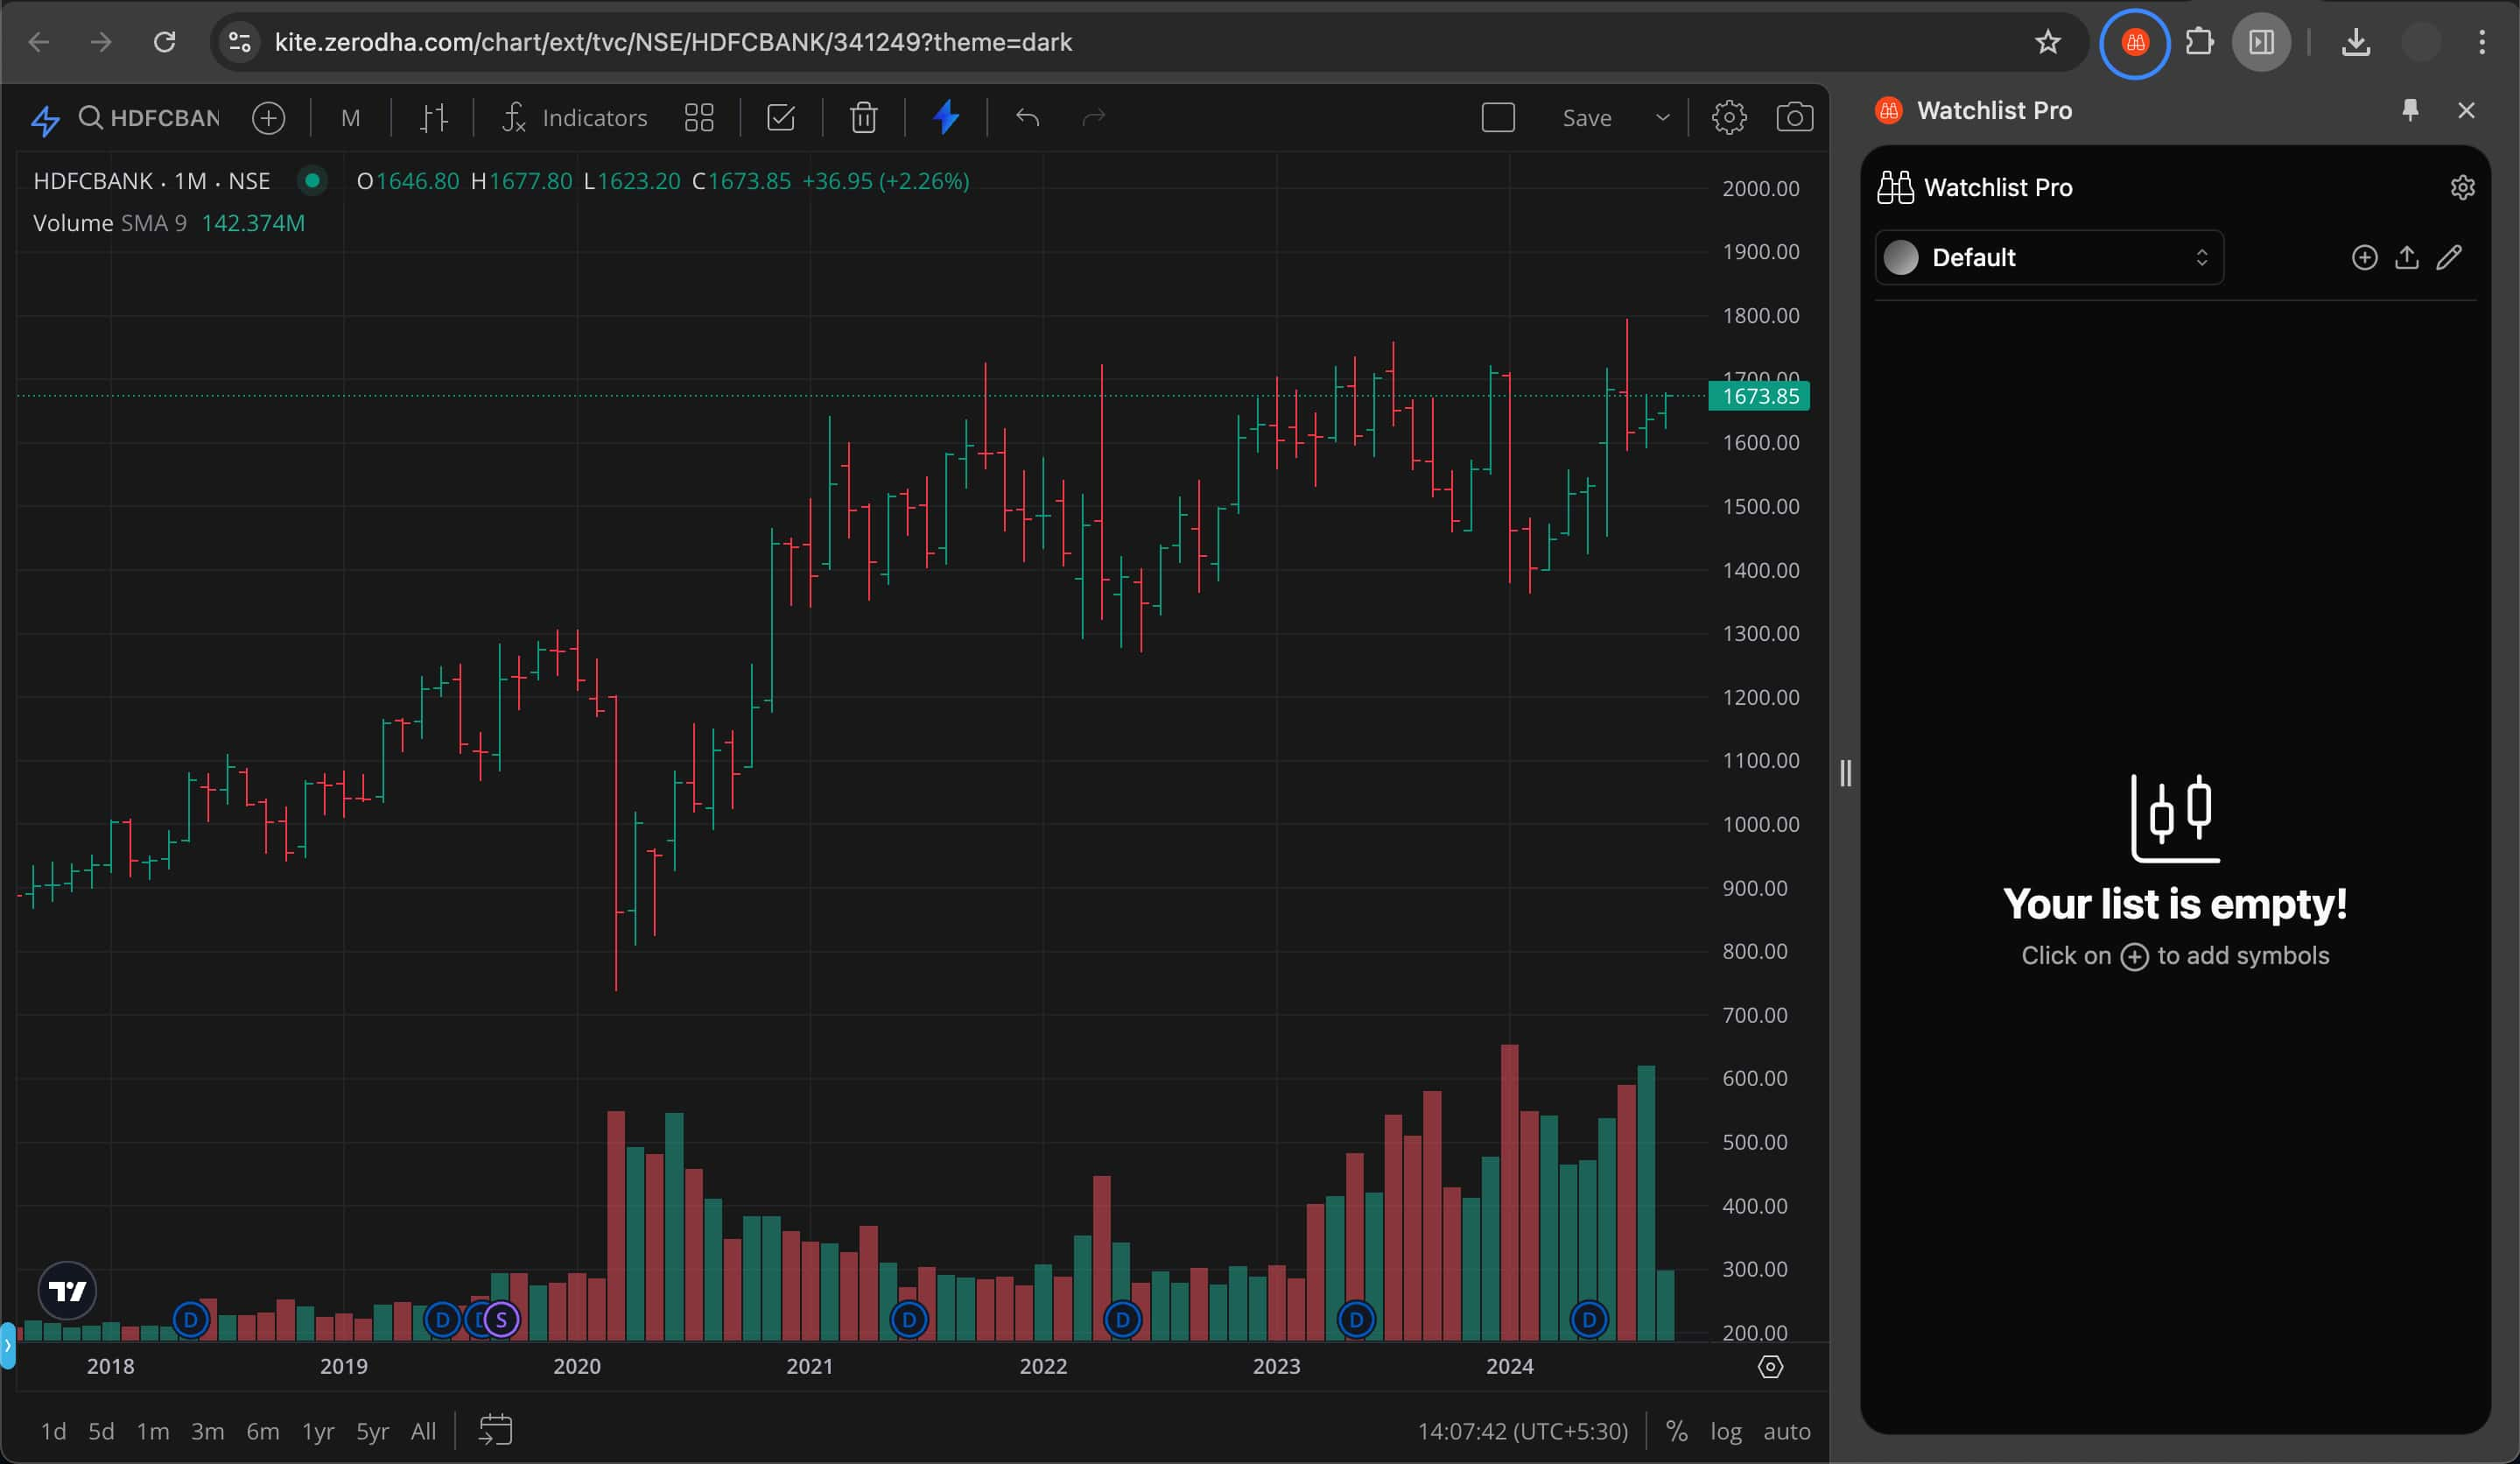 kite.zerodha.com/chart/ext/tvc/NSE/HDFCBANK/341249?theme=dark
HDFCBAN
M
Indicators
Save
HDFCBANK · 1M · NSE O1646.80 H1677.80 L1623.20 C1673.85 +36.95 (+2.26%)
Volume SMA 9 142.374M
2000.00
1900.00
1800.00
1700.00
1673.85
1600.00
1500.00
1400.00
1300.00
1200.00
1100.00
1000.00
900.00
800.00
700.00
600.00
500.00
400.00
300.00
200.00
D D D S D D D D
2018 2019 2020 2021 2022 2023 2024
1d 5d 1m 3m 6m 1yr 5yr All
14:07:42 (UTC+5:30) % log auto
Watchlist Pro
Watchlist Pro
Default
Your list is empty!
Click on to add symbols